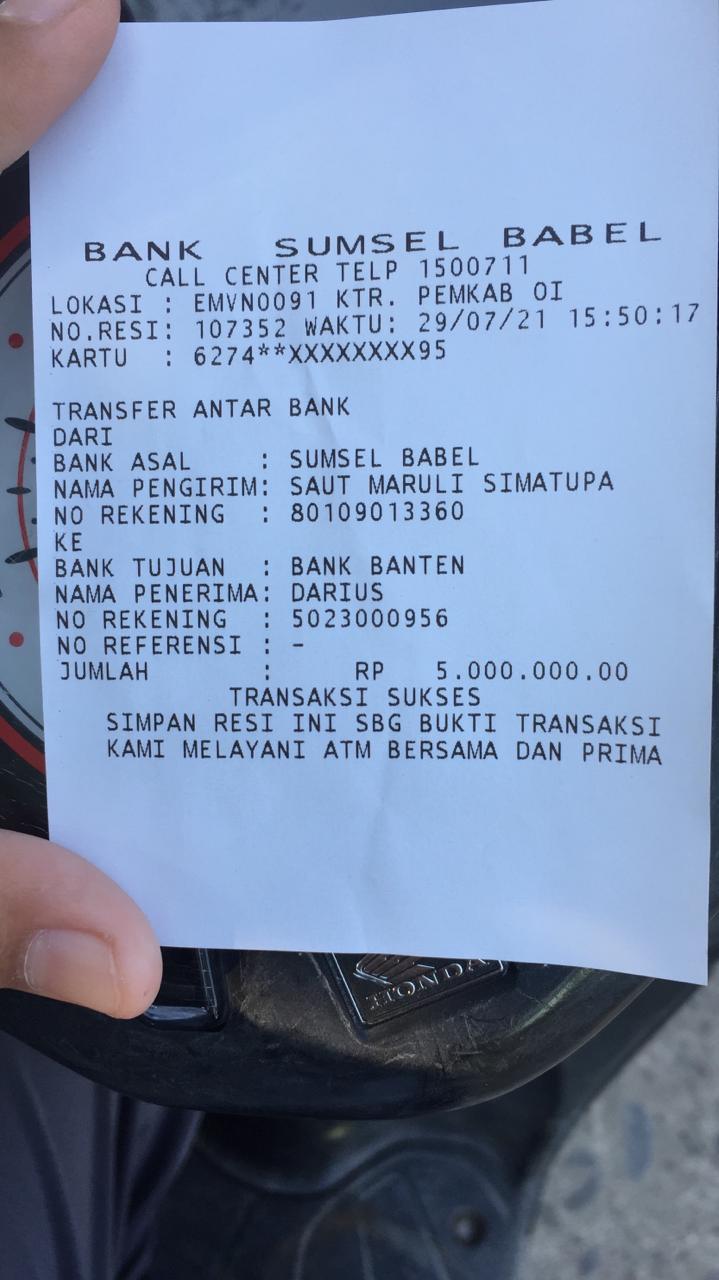 BANK SUMSEL BABEL
CALL CENTER TELP 1500711
LOKASI : EMVN0091 KTR. PEMKAB OI
NO.RESI: 107352 WAKTU: 29/07/21 15:50:17
KARTU : 6274**XXXXXXXX95
TRANSFER ANTAR BANK
DARI
BANK ASAL : SUMSEL BABEL
NAMA PENGIRIM: SAUT MARULI SIMATUPA
NO REKENING : 80109013360
KE
BANK TUJUAN : BANK BANTEN
NAMA PENERIMA: DARIUS
NO REKENING : 5023000956
NO REFERENSI : -
JUMLAH : RP 5.000.000.00
TRANSAKSI SUKSES
SIMPAN RESI INI SBG BUKTI TRANSAKSI
KAMI MELAYANI ATM BERSAMA DAN PRIMA
HONDA